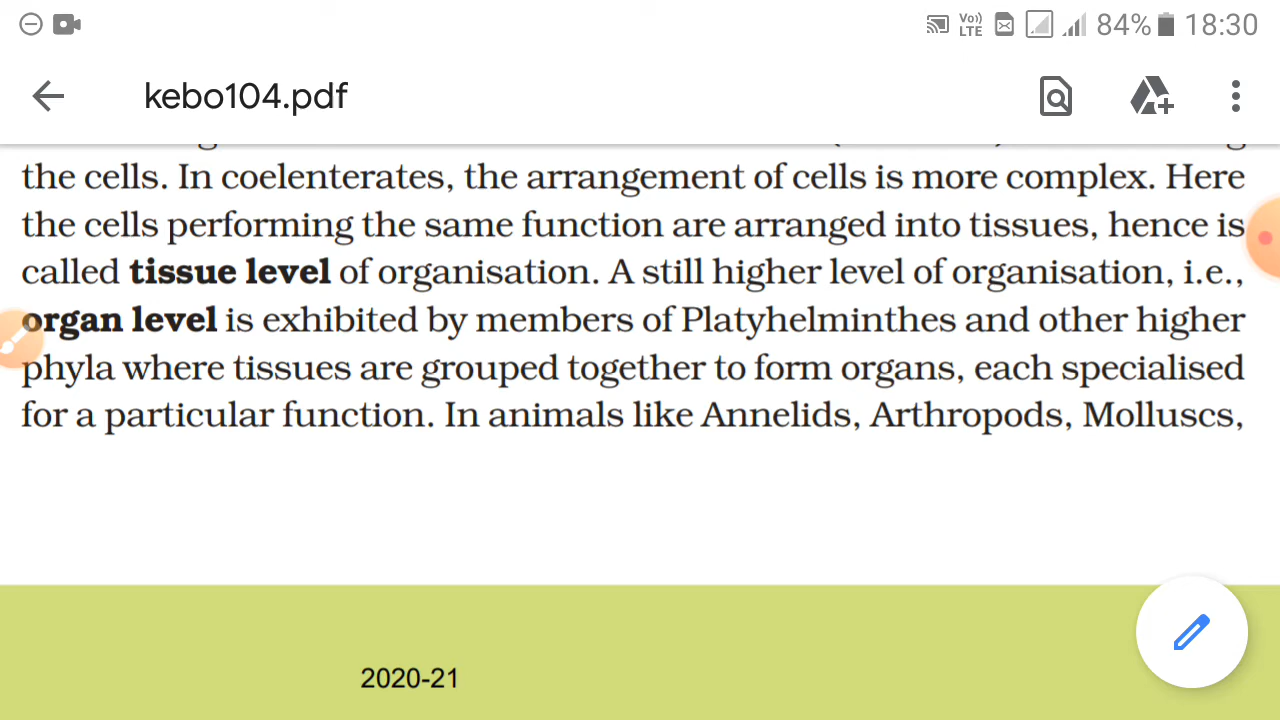 Vo)) LTE 84% 18:30
kebo104.pdf
the cells. In coelenterates, the arrangement of cells is more complex. Here
the cells performing the same function are arranged into tissues, hence is
called tissue level of organisation. A still higher level of organisation, i.e.,
organ level is exhibited by members of Platyhelminthes and other higher
phyla where tissues are grouped together to form organs, each specialised
for a particular function. In animals like Annelids, Arthropods, Molluscs,
2020-21